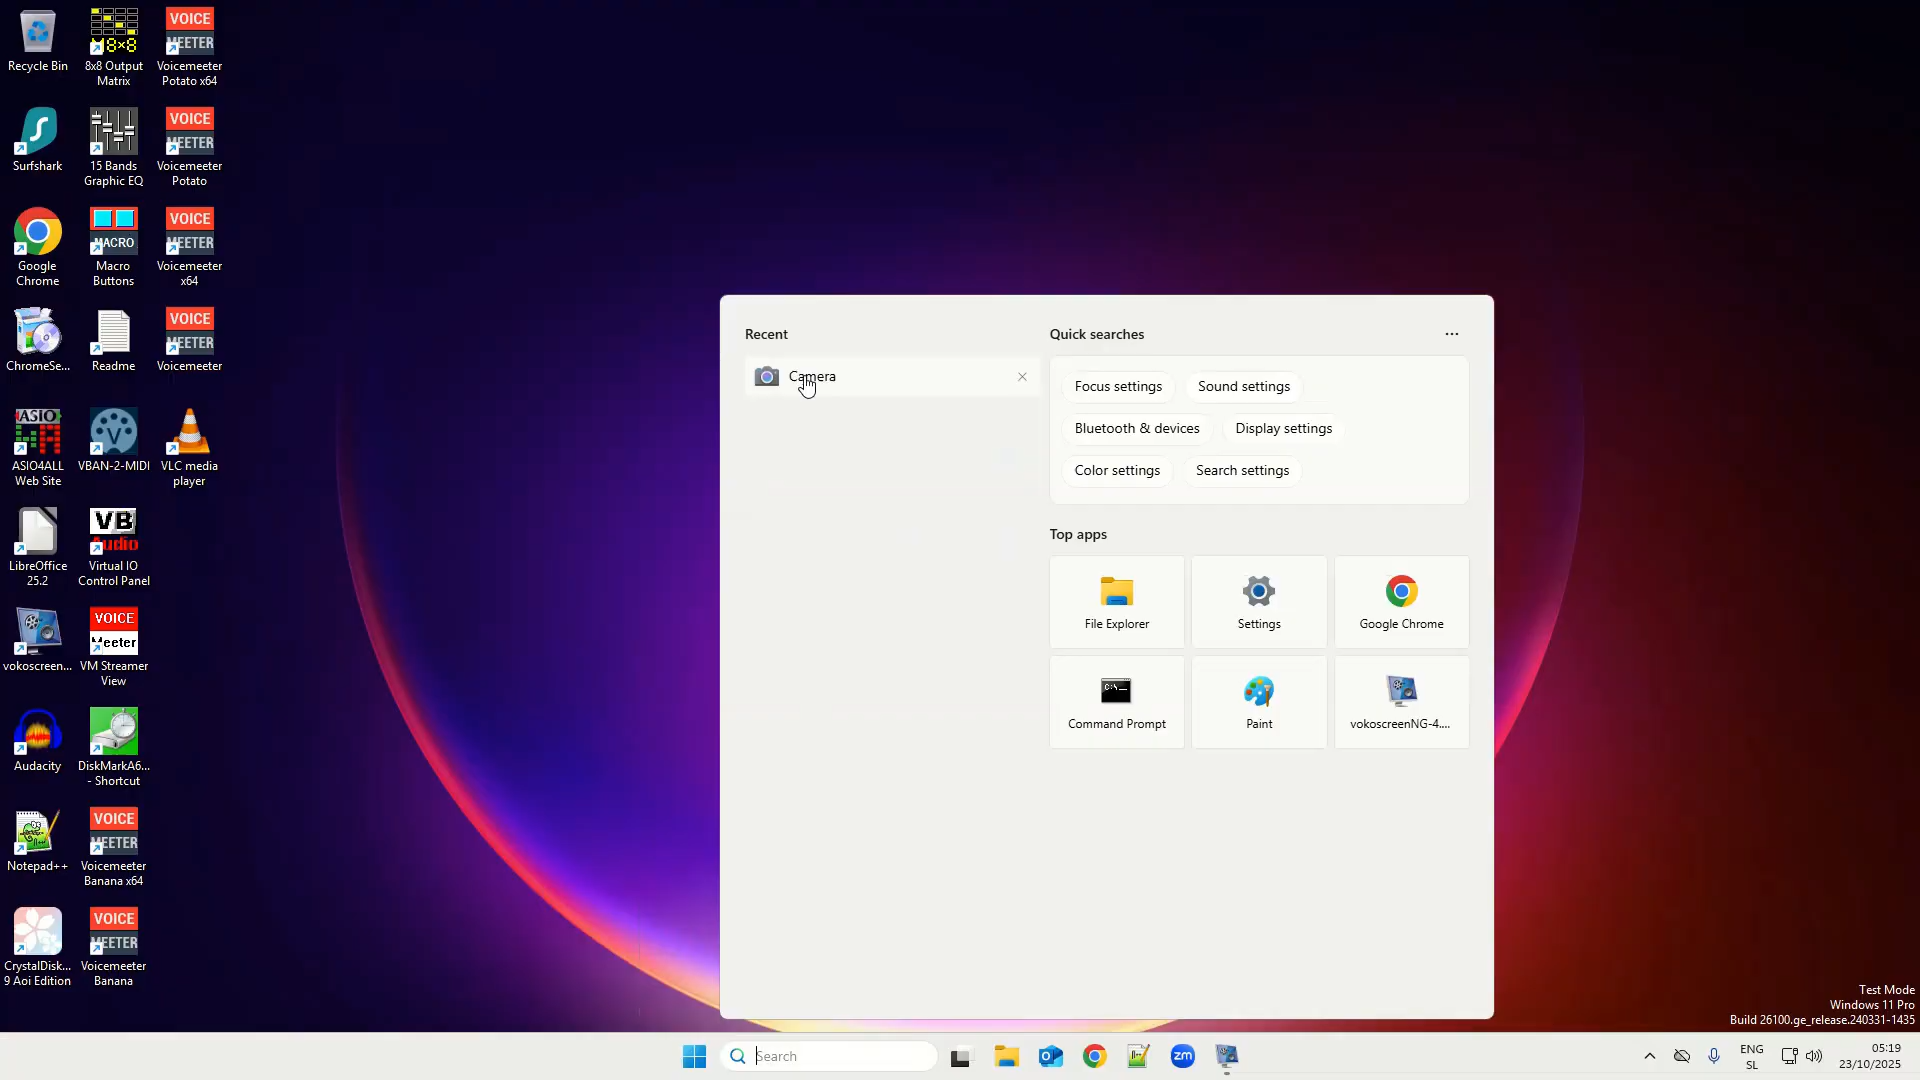 Recycle Bin
8x8 Output
Matrix
Voicemeeter
Potato x64
Surfshark
15 Bands
Graphic EQ
Voicemeeter
Potato
Google
Chrome
Macro
Buttons
Voicemeeter
x64
ChromeSe...
Readme
Voicemeeter
ASIO4ALL
Web Site
VBAN-2-MIDI
VLC media
player
LibreOffice
25.2
Virtual IO
Control Panel
vokoscreen...
VM Streamer
View
Audacity
DiskMarkA6...
- Shortcut
Notepad++
Voicemeeter
Banana x64
CrystalDisk...
9 Aoi Edition
Voicemeeter
Banana
VOICE
MEETER
VOICE
MEETER
VOICE
MEETER
VOICE
MEETER
M8×8
MACRO
ASIO
VB
Audio
VOICE
Meeter
VOICE
MEETER
VOICE
MEETER
Recent
Camera
Quick searches
Focus settings
Sound settings
Bluetooth & devices
Display settings
Color settings
Search settings
Top apps
File Explorer
Settings
Google Chrome
Command Prompt
Paint
vokoscreenNG-4....
Test Mode
Windows 11 Pro
Build 26100.ge_release.240331-1435
Search
zm
ENG
SL
05:19
23/10/2025